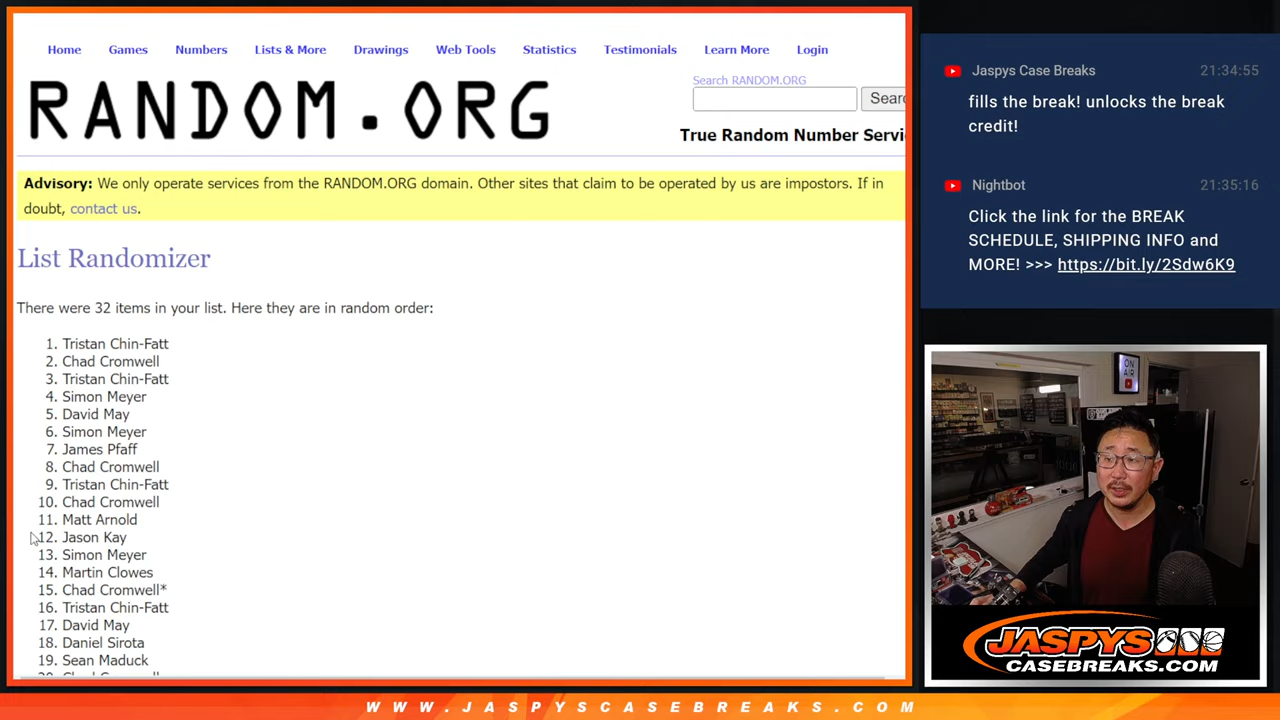 Home Games Numbers Lists & More Drawings Web Tools Statistics Testimonials Learn More Login
RANDOM.ORG
Search RANDOM.ORG
Searc
True Random Number Servi
Advisory: We only operate services from the RANDOM.ORG domain. Other sites that claim to be operated by us are impostors. If in
doubt, contact us.
List Randomizer
There were 32 items in your list. Here they are in random order:
1. Tristan Chin-Fatt
2. Chad Cromwell
3. Tristan Chin-Fatt
4. Simon Meyer
5. David May
6. Simon Meyer
7. James Pfaff
8. Chad Cromwell
9. Tristan Chin-Fatt
10. Chad Cromwell
11. Matt Arnold
12. Jason Kay
13. Simon Meyer
14. Martin Clowes
15. Chad Cromwell*
16. Tristan Chin-Fatt
17. David May
18. Daniel Sirota
19. Sean Maduck
Jaspys Case Breaks 21:34:55
fills the break! unlocks the break
credit!
Nightbot 21:35:16
Click the link for the BREAK
SCHEDULE, SHIPPING INFO and
MORE! >>> https://bit.ly/2Sdw6K9
ON
AIR
JASPYS
CASEBREAKS.COM
WWW.JASPYSCASEBREAKS.COM